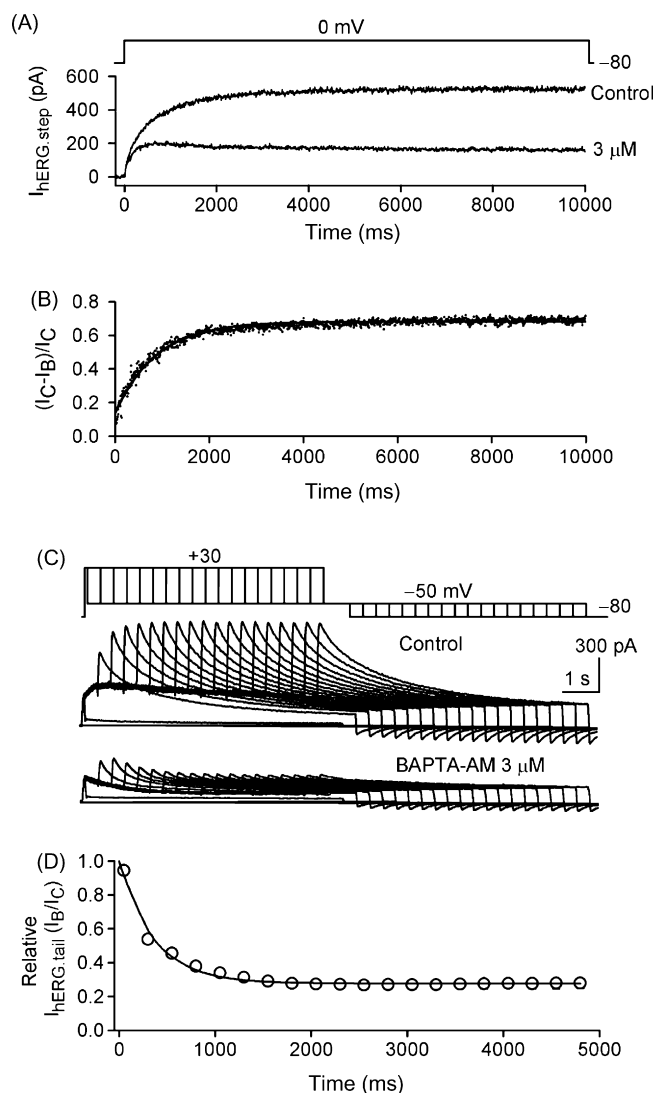 (A)
0 mV
−80
I_hERG.step (pA)
600
400
200
0
Control
3 µM
0 2000 4000 6000 8000 10000
Time (ms)
(B)
(I_C-I_B)/I_C
0.8
0.6
0.4
0.2
0.0
0 2000 4000 6000 8000 10000
Time (ms)
(C)
+30
−50 mV
−80
Control
300 pA
1 s
BAPTA-AM 3 µM
(D)
Relative
I_hERG.tail (I_B/I_C)
1.0
0.8
0.6
0.4
0.2
0.0
0 1000 2000 3000 4000 5000
Time (ms)